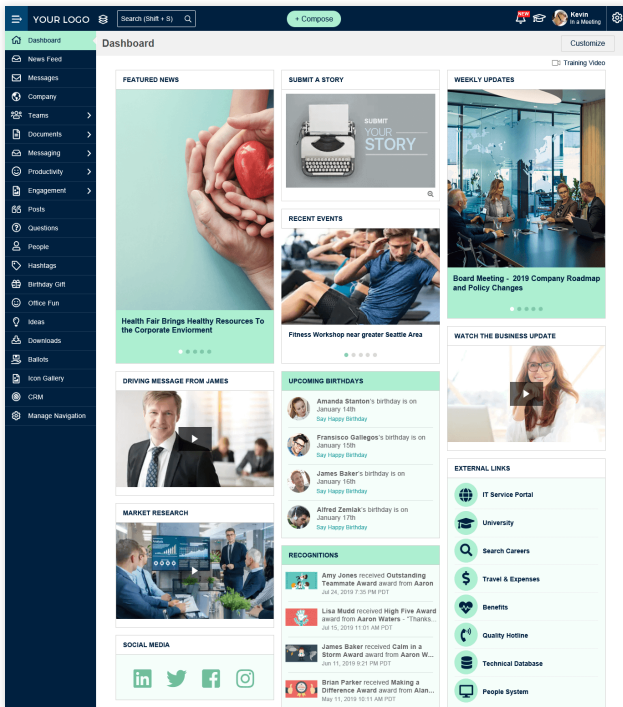 YOUR LOGO
Search (Shift + S)
+ Compose
NEW
Kevin
In a Meeting
Dashboard
News Feed
Messages
Company
Teams
Documents
Messaging
Productivity
Engagement
Posts
Questions
People
Hashtags
Birthday Gift
Office Fun
Ideas
Downloads
Ballots
Icon Gallery
CRM
Manage Navigation
Dashboard
Customize
Training Video
FEATURED NEWS
Health Fair Brings Healthy Resources To
the Corporate Enviorment
DRIVING MESSAGE FROM JAMES
MARKET RESEARCH
SOCIAL MEDIA
SUBMIT A STORY
SUBMIT
YOUR
STORY
RECENT EVENTS
Fitness Workshop near greater Seattle Area
UPCOMING BIRTHDAYS
Amanda Stanton's birthday is on
January 14th
Say Happy Birthday
Fransisco Gallegos's birthday is on
January 15th
Say Happy Birthday
James Baker's birthday is on
January 16th
Say Happy Birthday
Alfred Zemlak's birthday is on
January 17th
Say Happy Birthday
RECOGNITIONS
Amy Jones received Outstanding
Teammate Award award from Aaron
Jul 24, 2019 7:35 PM PDT
Lisa Mudd received High Five Award
award from Aaron Waters - "Thanks...
Jul 15, 2019 11:01 AM PDT
James Baker received Calm in a
Storm Award award from Aaron W...
Jun 11, 2019 9:21 PM PDT
Brian Parker received Making a
Difference Award award from Alan...
May 11, 2019 10:11 AM PDT
WEEKLY UPDATES
Board Meeting - 2019 Company Roadmap
and Policy Changes
WATCH THE BUSINESS UPDATE
EXTERNAL LINKS
IT Service Portal
University
Search Careers
Travel & Expenses
Benefits
Quality Hotline
Technical Database
People System